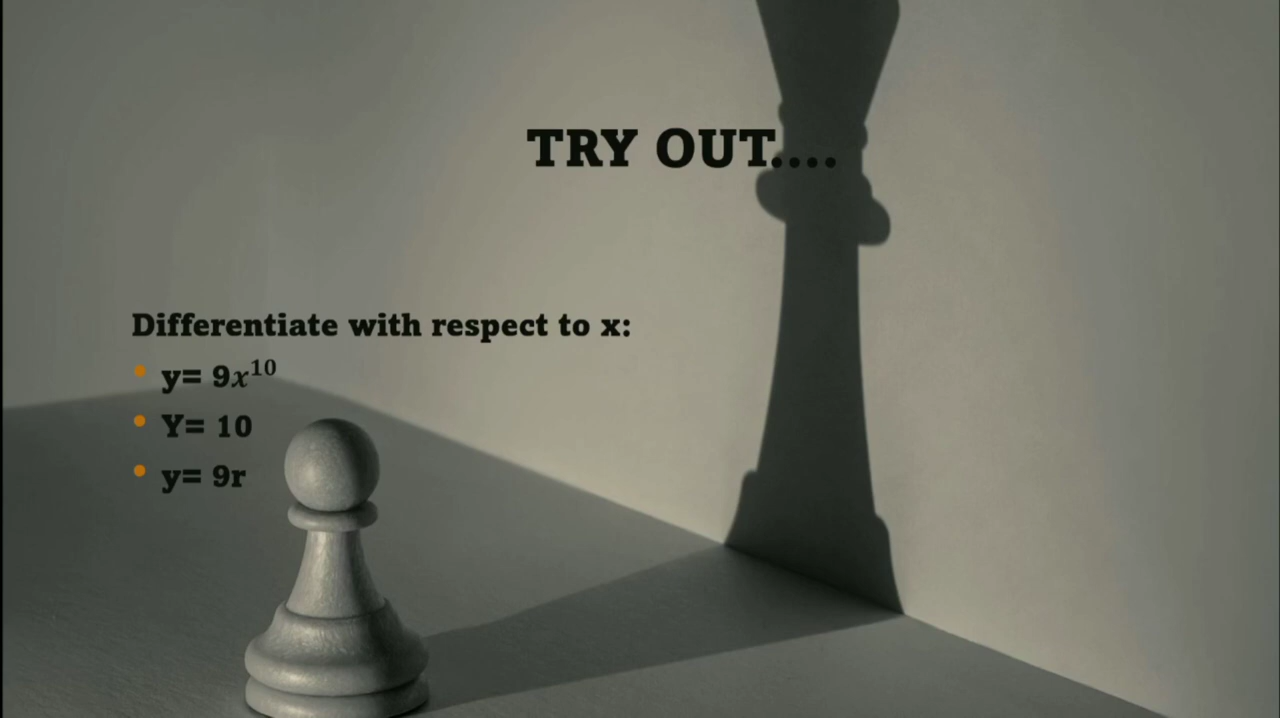 TRY OUT....
Differentiate with respect to x:
• y= 9x¹⁰
• Y= 10
• y= 9r